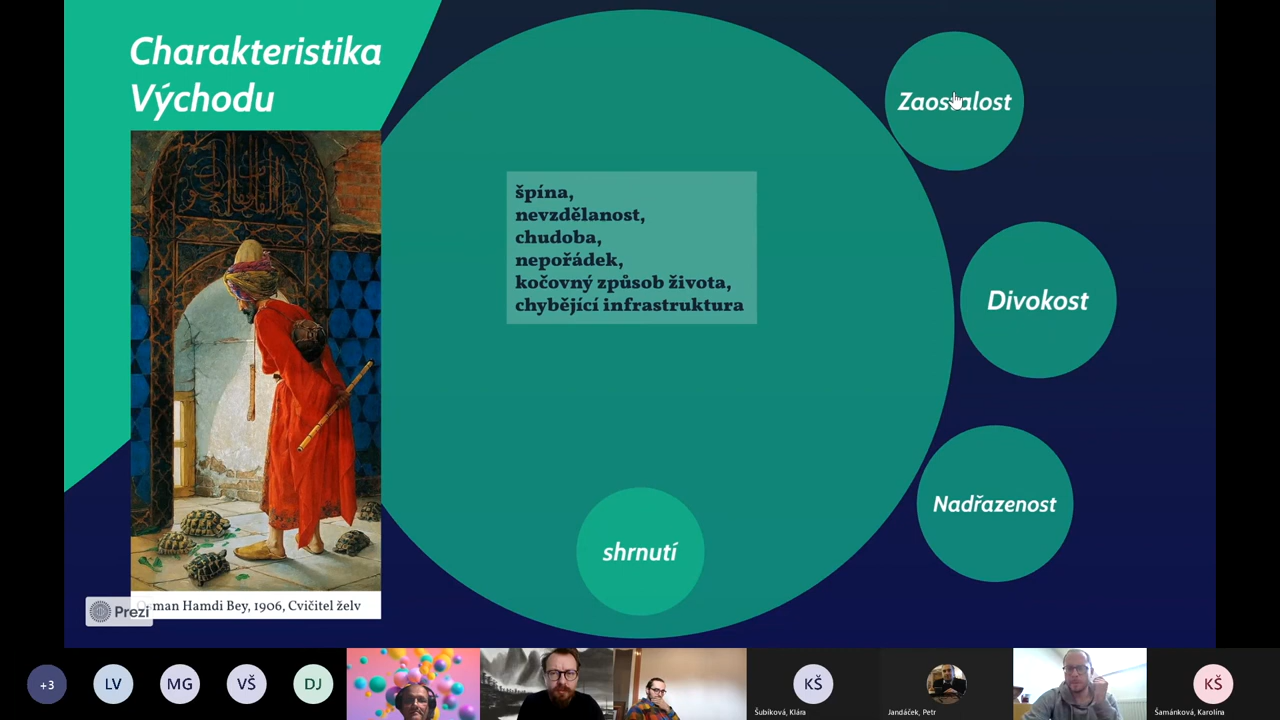 Charakteristika
Východu
Zaostalost
špína,
nevzdělanost,
chudoba,
nepořádek,
kočovný způsob života,
chybějící infrastruktura
Divokost
Nadřazenost
shrnutí
Prezi
man Hamdi Bey, 1906, Cvičitel želv
+3
LV
MG
VŠ
DJ
KŠ
Šubíková, Klára
Jandáček, Petr
KŠ
Šamánková, Karolína